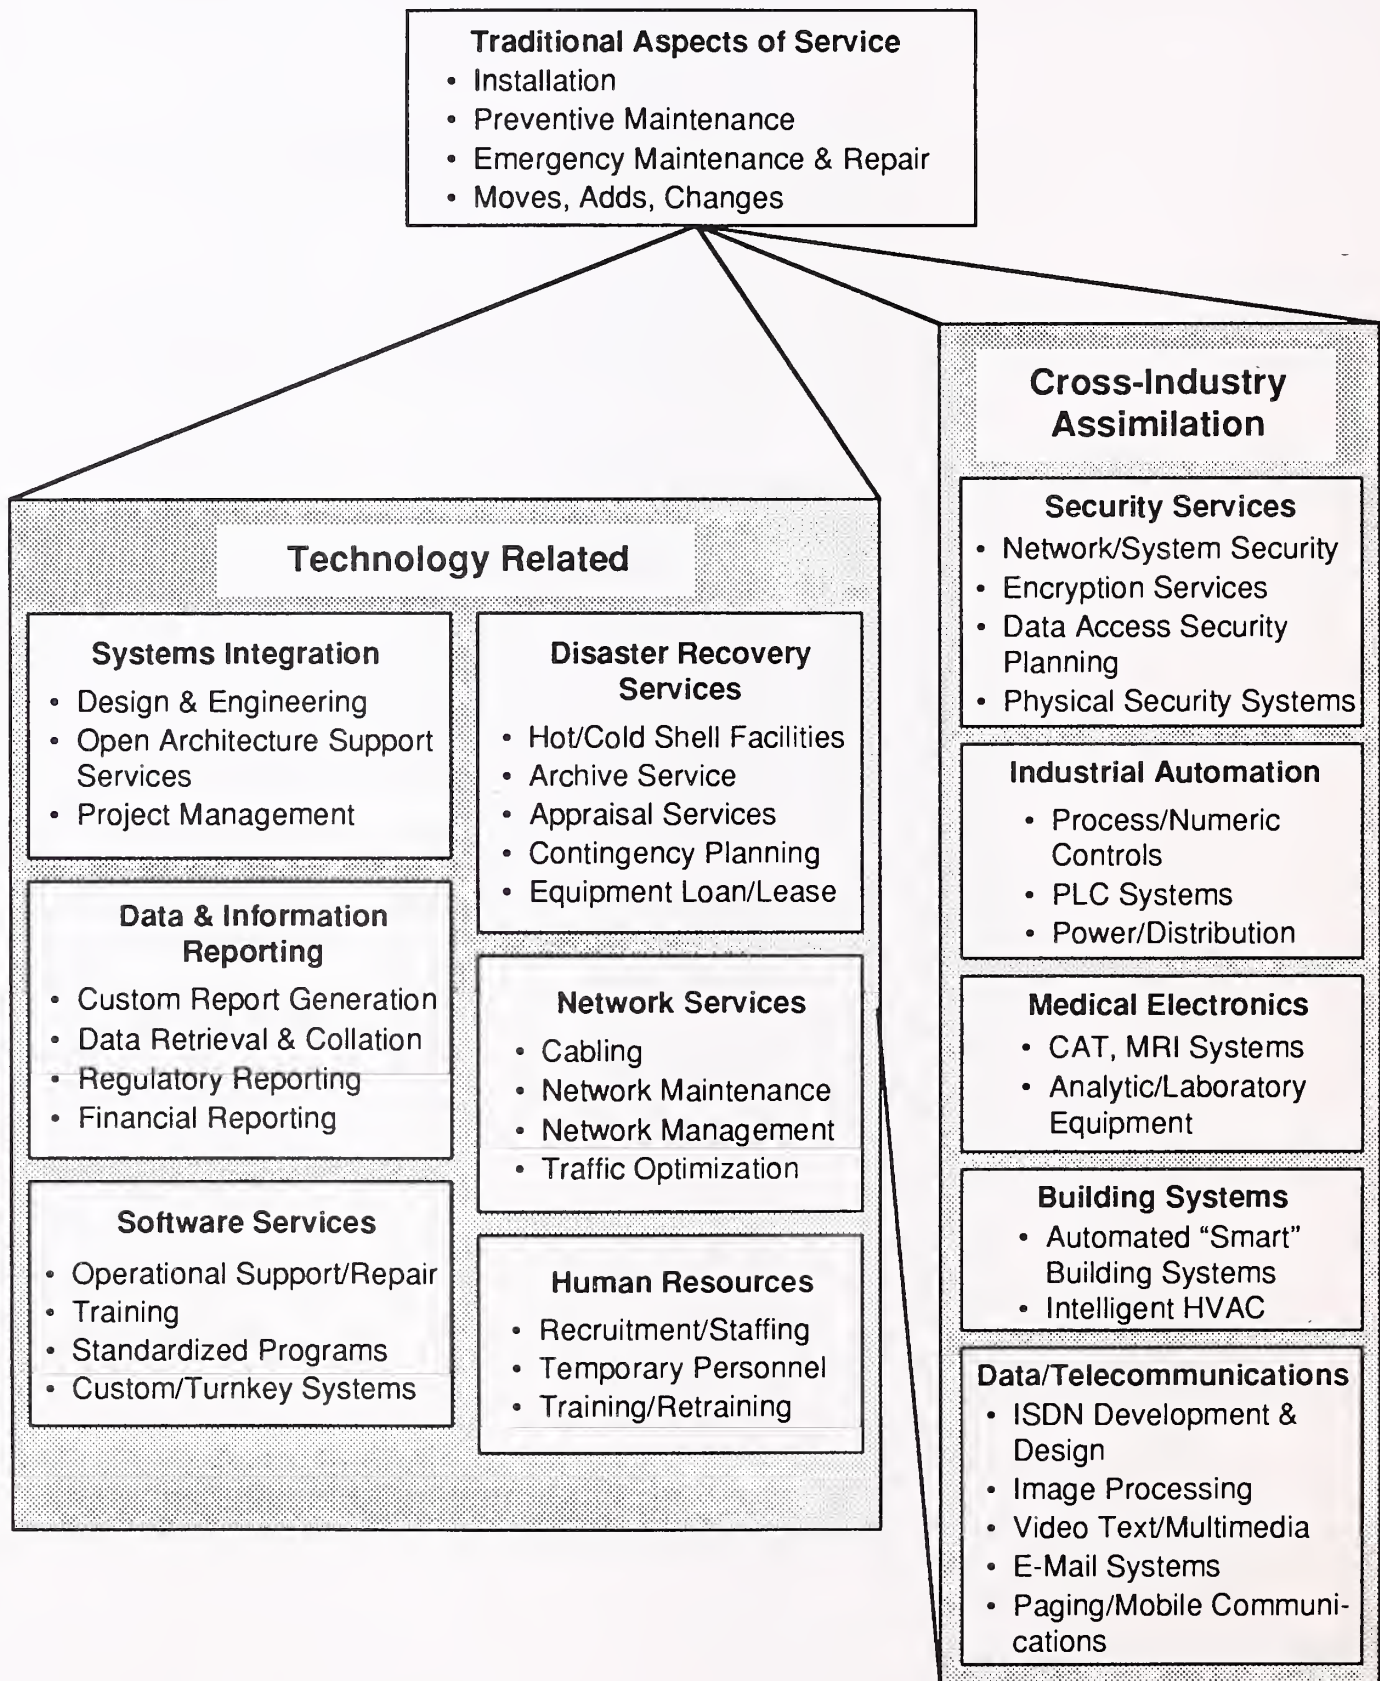 Traditional Aspects of Service
• Installation
• Preventive Maintenance
• Emergency Maintenance & Repair
• Moves, Adds, Changes
Technology Related
Systems Integration
• Design & Engineering
• Open Architecture Support
Services
• Project Management
Data & Information
Reporting
• Custom Report Generation
• Data Retrieval & Collation
• Regulatory Reporting
• Financial Reporting
Software Services
• Operational Support/Repair
• Training
• Standardized Programs
• Custom/Turnkey Systems
Disaster Recovery
Services
• Hot/Cold Shell Facilities
• Archive Service
• Appraisal Services
• Contingency Planning
• Equipment Loan/Lease
Network Services
• Cabling
• Network Maintenance
• Network Management
• Traffic Optimization
Human Resources
• Recruitment/Staffing
• Temporary Personnel
• Training/Retraining
Cross-Industry
Assimilation
Security Services
• Network/System Security
• Encryption Services
• Data Access Security
Planning
• Physical Security Systems
Industrial Automation
• Process/Numeric
Controls
• PLC Systems
• Power/Distribution
Medical Electronics
• CAT, MRI Systems
• Analytic/Laboratory
Equipment
Building Systems
• Automated “Smart”
Building Systems
• Intelligent HVAC
Data/Telecommunications
• ISDN Development &
Design
• Image Processing
• Video Text/Multimedia
• E-Mail Systems
• Paging/Mobile Communi-
cations